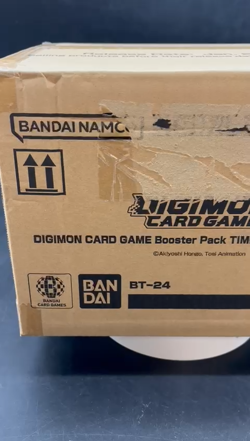 BANDAI NAMCO
DIGIMON
CARD GAME
DIGIMON CARD GAME Booster Pack TIM
©Akiyoshi Hongo, Toei Animation
BANDAI
CARD GAMES
BAN
DAI
BT-24